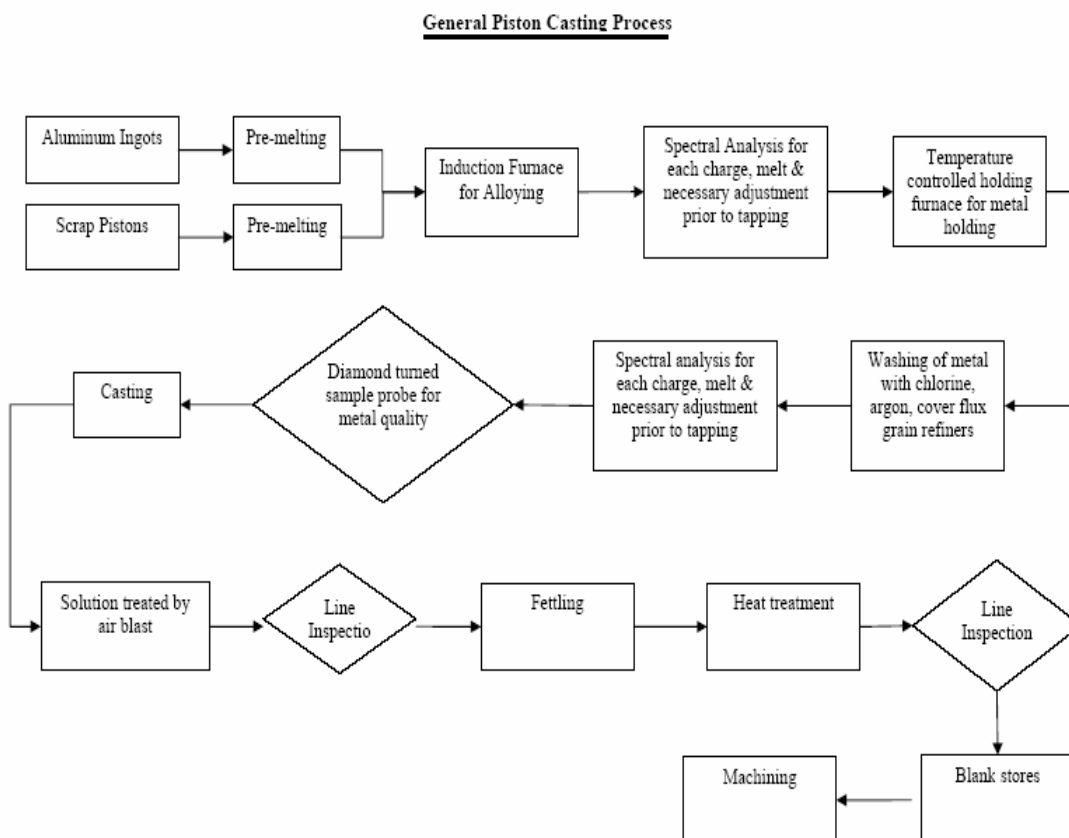 General Piston Casting Process
Aluminum Ingots
Pre-melting
Scrap Pistons
Pre-melting
Induction Furnace
for Alloying
Spectral Analysis for
each charge, melt &
necessary adjustment
prior to tapping
Temperature
controlled holding
furnace for metal
holding
Washing of metal
with chlorine,
argon, cover flux
grain refiners
Spectral analysis for
each charge, melt &
necessary adjustment
prior to tapping
Diamond turned
sample probe for
metal quality
Casting
Solution treated by
air blast
Line
Inspectio
Fettling
Heat treatment
Line
Inspection
Blank stores
Machining